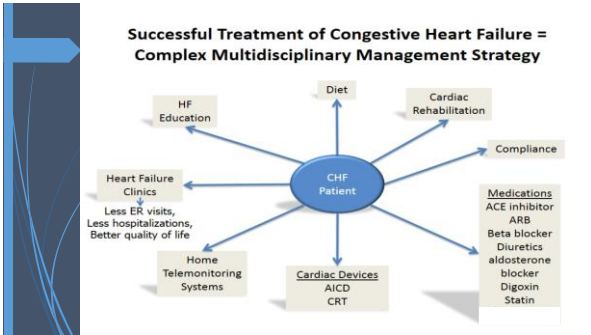 Successful Treatment of Congestive Heart Failure =
Complex Multidisciplinary Management Strategy
Diet
HF
Education
Cardiac
Rehabilitation
Compliance
CHF
Patient
Heart Failure
Clinics
Less ER visits,
Less hospitalizations,
Better quality of life
Medications
ACE inhibitor
ARB
Beta blocker
Diuretics
aldosterone
blocker
Digoxin
Statin
Home
Telemonitoring
Systems
Cardiac Devices
AICD
CRT